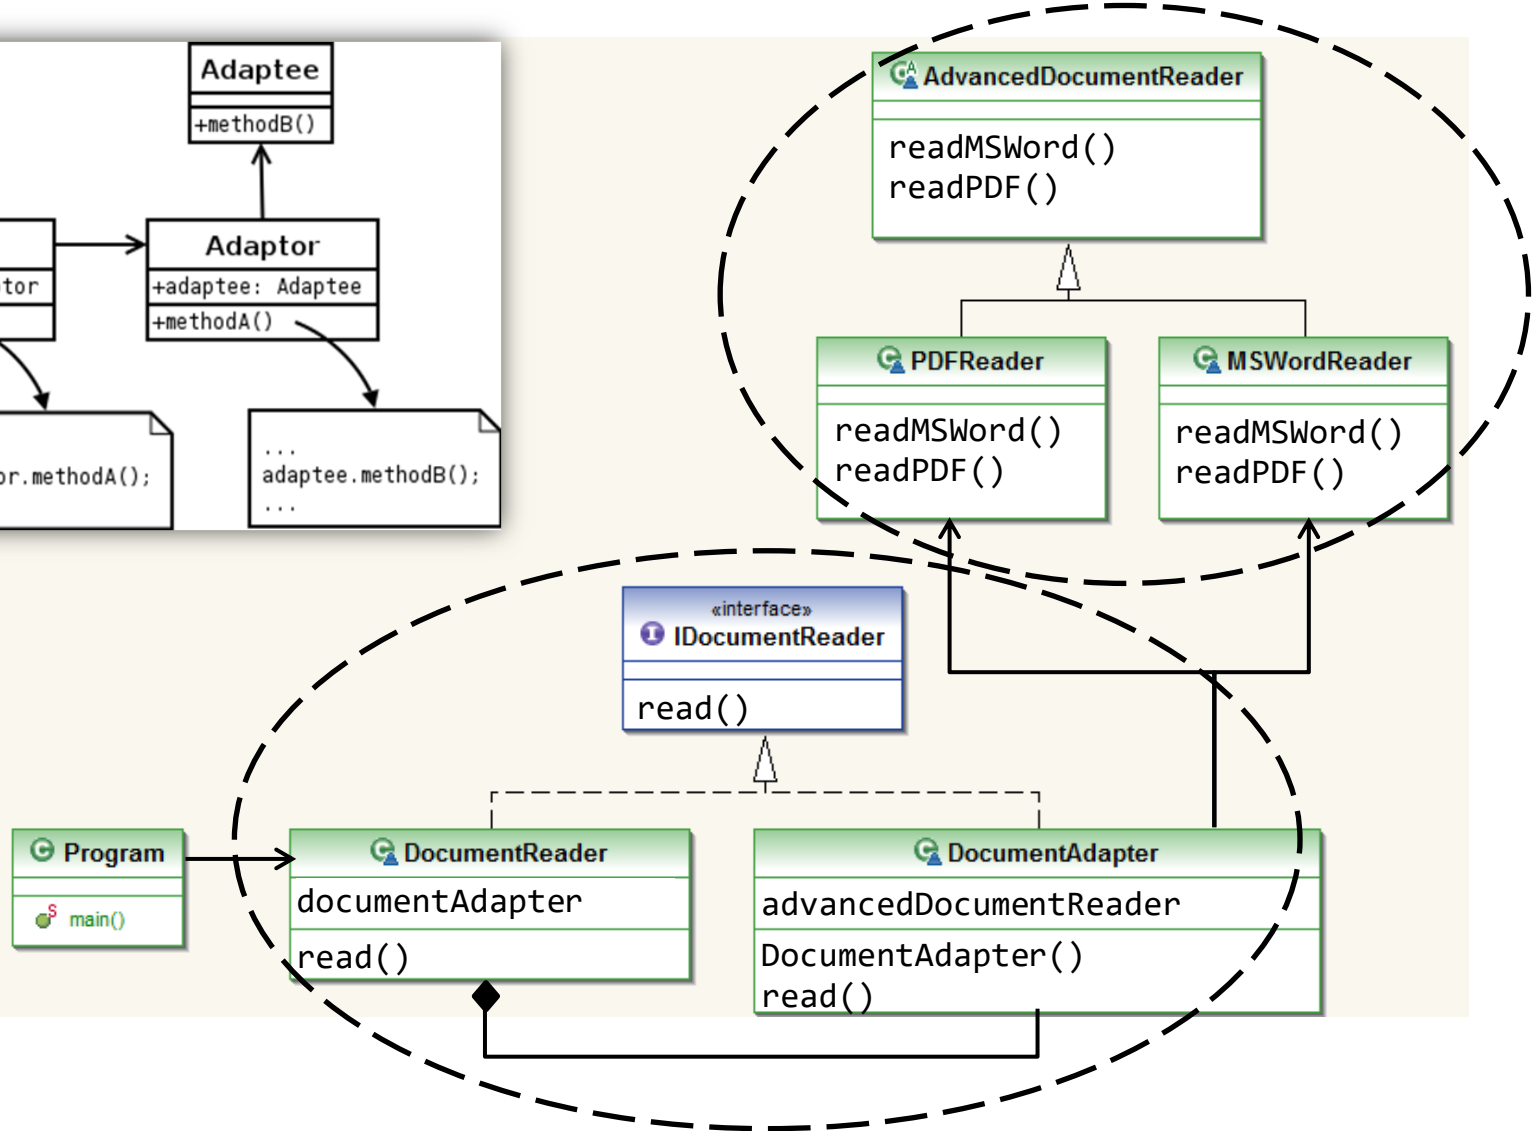 Adaptee
+methodB()
Adaptor
+adaptee: Adaptee
+methodA()
tor
or.methodA();
...
adaptee.methodB();
...
AdvancedDocumentReader
readMSWord()
readPDF()
PDFReader
readMSWord()
readPDF()
MSWordReader
readMSWord()
readPDF()
«interface»
IDocumentReader
read()
Program
main()
DocumentReader
documentAdapter
read()
DocumentAdapter
advancedDocumentReader
DocumentAdapter()
read()